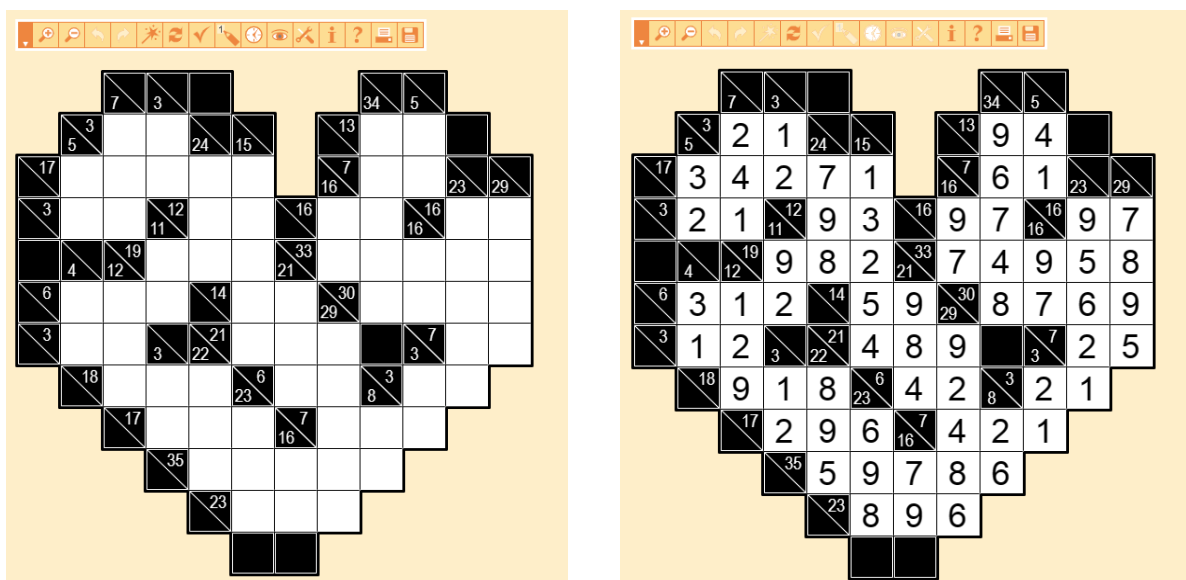 1 i ?
7 3 34 5
3 5 24 15 13
17 7 16 23 29
3 12 11 16 16 16
4 19 12 33 21
6 14 30 29
3 3 21 22 7 3
18 6 23 3 8
17 7 16
35
23
i ?
7 3 34 5
3 5 2 1 24 15 13 9 4
17 3 4 2 7 1 7 16 6 1 23 29
3 2 1 12 11 9 3 16 9 7 16 16 9 7
4 19 12 9 8 2 33 21 7 4 9 5 8
6 3 1 2 14 5 9 30 29 8 7 6 9
3 1 2 3 21 22 4 8 9 7 3 2 5
18 9 1 8 6 23 4 2 3 8 2 1
17 2 9 6 7 16 4 2 1
35 5 9 7 8 6
23 8 9 6